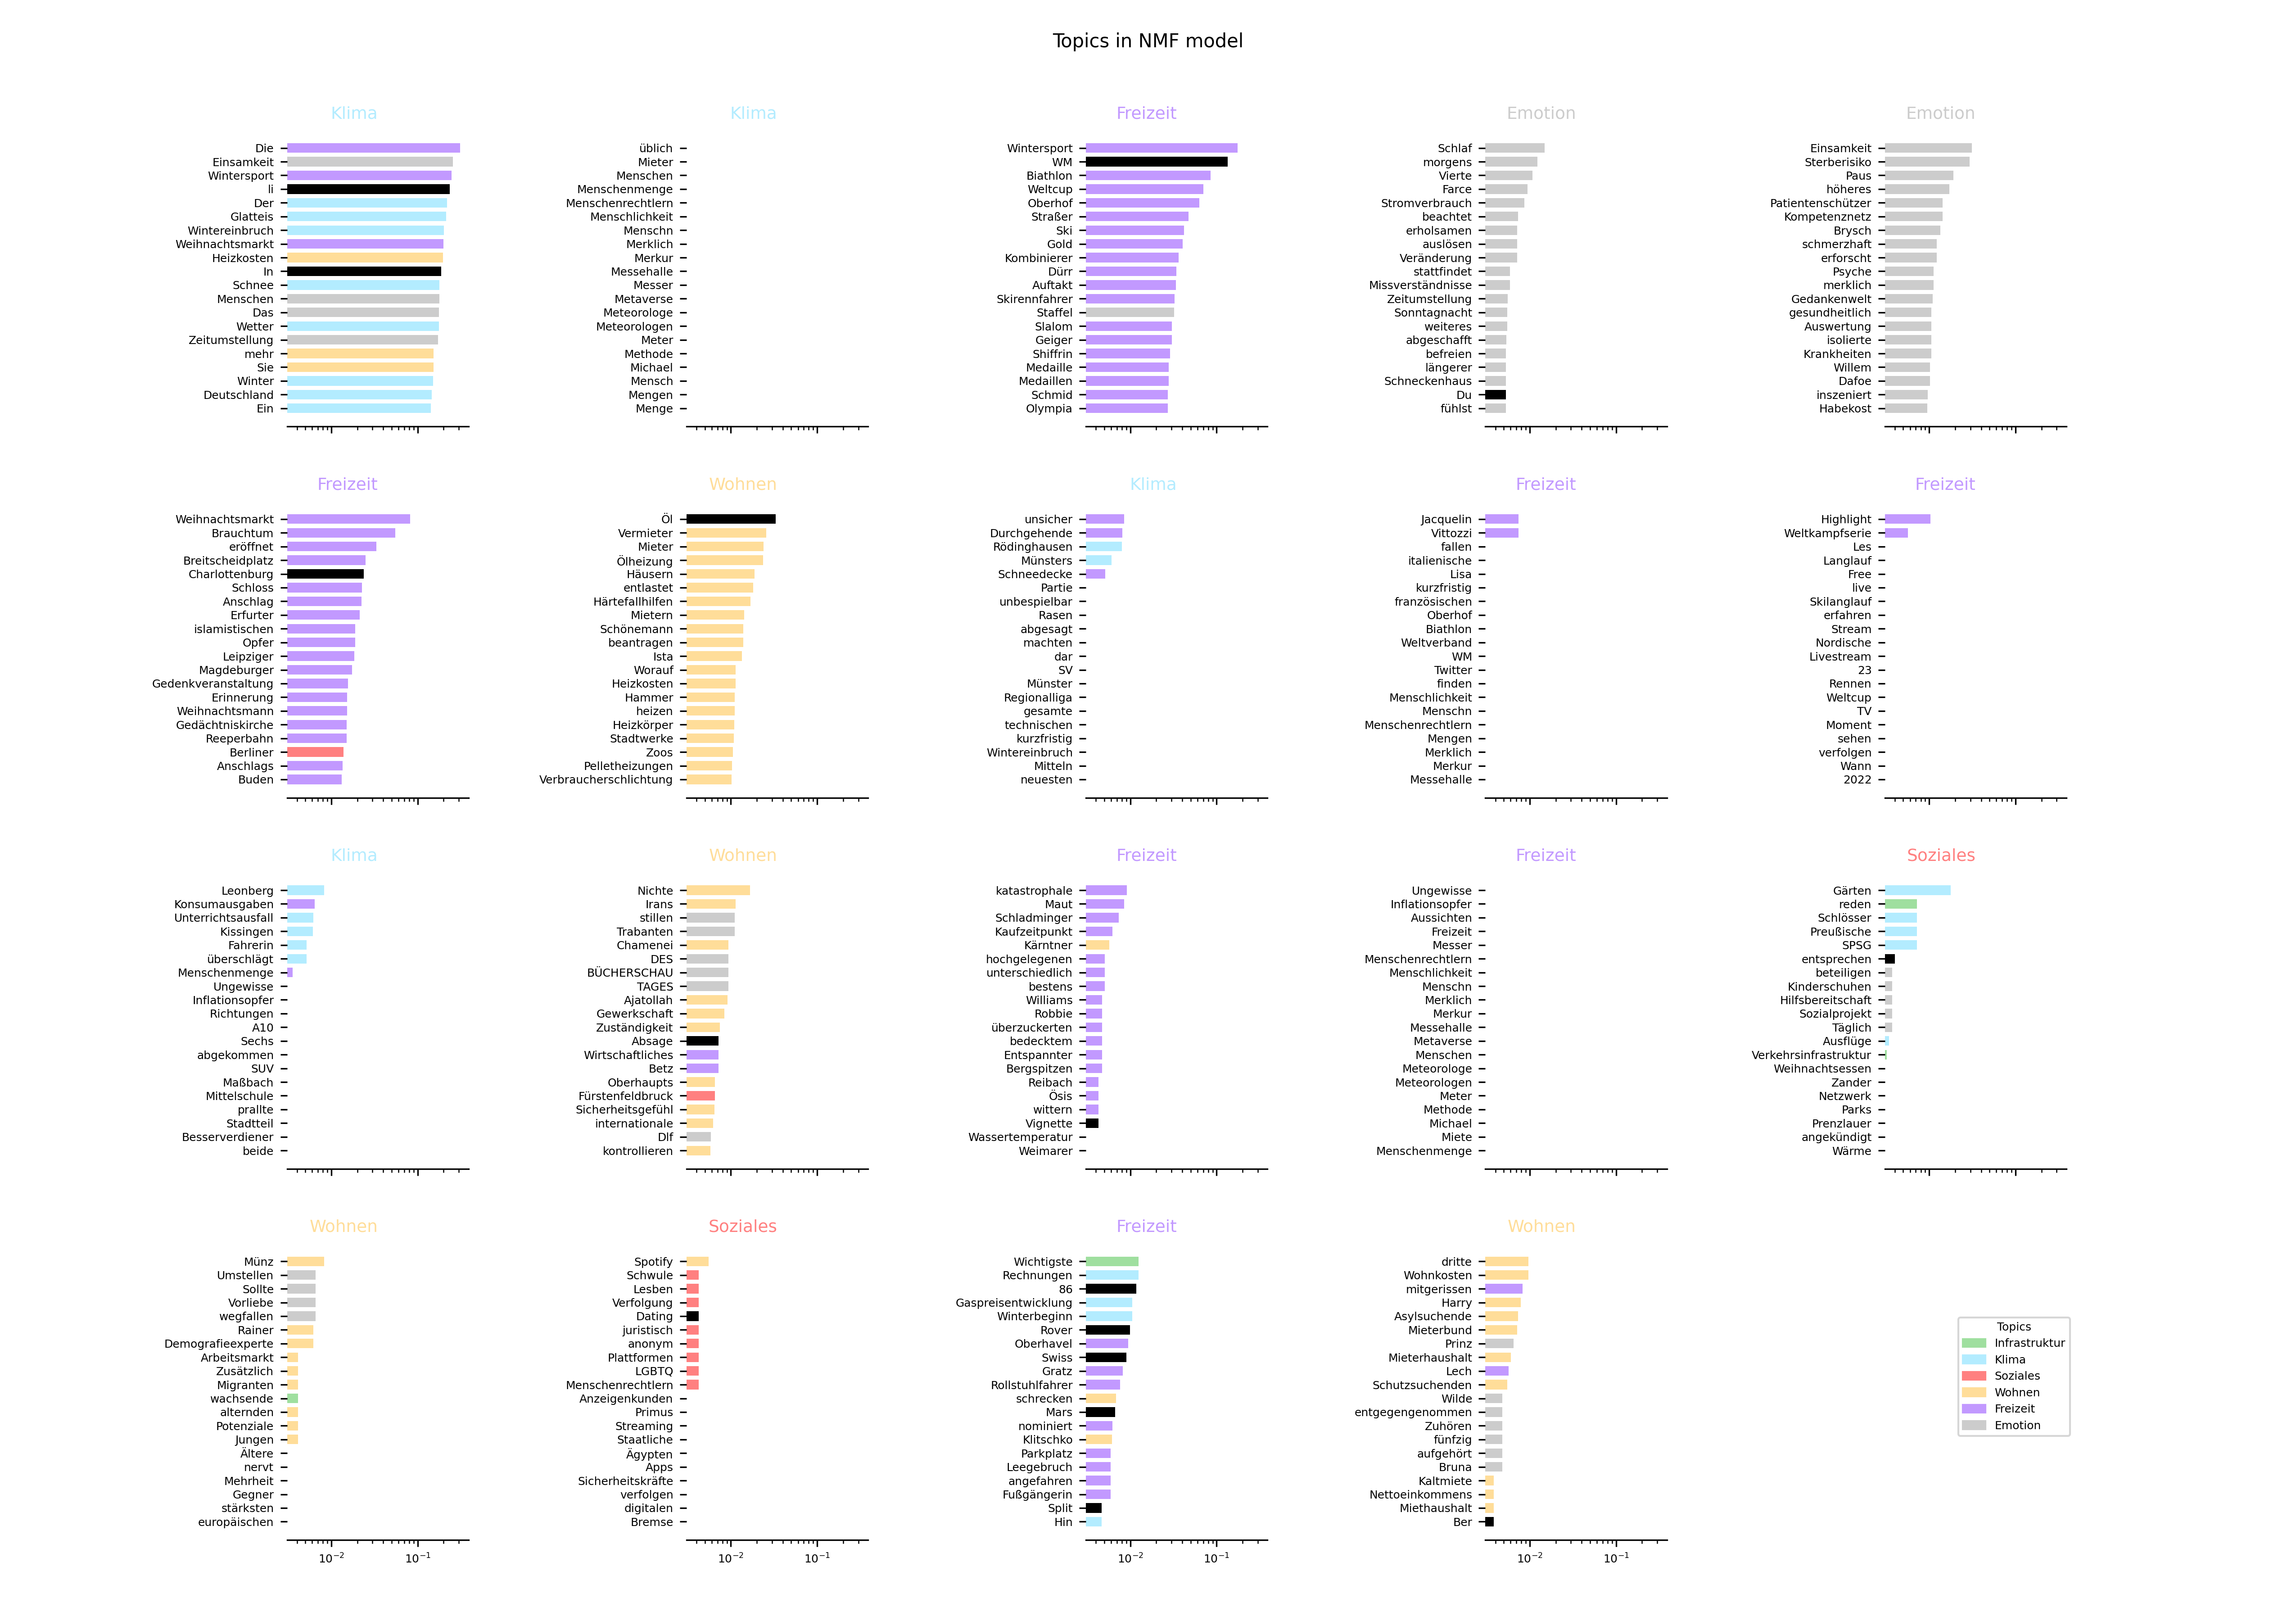 Topics in NMF model
Klima
Die
Einsamkeit
Wintersport
li
Der
Glatteis
Wintereinbruch
Weihnachtsmarkt
Heizkosten
In
Schnee
Menschen
Das
Wetter
Zeitumstellung
mehr
Sie
Winter
Deutschland
Ein
Klima
üblich
Mieter
Menschen
Menschenmenge
Menschenrechtlern
Menschlichkeit
Menschn
Merklich
Merkur
Messehalle
Messer
Metaverse
Meteorologe
Meteorologen
Meter
Methode
Michael
Mensch
Mengen
Menge
Freizeit
Wintersport
WM
Biathlon
Weltcup
Oberhof
Straßer
Ski
Gold
Kombinierer
Dürr
Auftakt
Skirennfahrer
Staffel
Slalom
Geiger
Shiffrin
Medaille
Medaillen
Schmid
Olympia
Emotion
Schlaf
morgens
Vierte
Farce
Stromverbrauch
beachtet
erholsamen
auslösen
Veränderung
stattfindet
Missverständnisse
Zeitumstellung
Sonntagnacht
weiteres
abgeschafft
befreien
längerer
Schneckenhaus
Du
fühlst
Emotion
Einsamkeit
Sterberisiko
Paus
höheres
Patientenschützer
Kompetenznetz
Brysch
schmerzhaft
erforscht
Psyche
merklich
Gedankenwelt
gesundheitlich
Auswertung
isolierte
Krankheiten
Willem
Dafoe
inszeniert
Habekost
Freizeit
Weihnachtsmarkt
Brauchtum
eröffnet
Breitscheidplatz
Charlottenburg
Schloss
Anschlag
Erfurter
islamistischen
Opfer
Leipziger
Magdeburger
Gedenkveranstaltung
Erinnerung
Weihnachtsmann
Gedächtniskirche
Reeperbahn
Berliner
Anschlags
Buden
Wohnen
Öl
Vermieter
Mieter
Ölheizung
Häusern
entlastet
Härtefallhilfen
Mietern
Schönemann
beantragen
Ista
Worauf
Heizkosten
Hammer
heizen
Heizkörper
Stadtwerke
Zoos
Pelletheizungen
Verbraucherschlichtung
Klima
unsicher
Durchgehende
Rödinghausen
Münsters
Schneedecke
Partie
unbespielbar
Rasen
abgesagt
machten
dar
SV
Münster
Regionalliga
gesamte
technischen
kurzfristig
Wintereinbruch
Mitteln
neuesten
Freizeit
Jacquelin
Vittozzi
fallen
italienische
Lisa
kurzfristig
französischen
Oberhof
Biathlon
Weltverband
WM
Twitter
finden
Menschlichkeit
Menschn
Menschenrechtlern
Mengen
Merklich
Merkur
Messehalle
Freizeit
Highlight
Weltkampfserie
Les
Langlauf
Free
live
Skilanglauf
erfahren
Stream
Nordische
Livestream
23
Rennen
Weltcup
TV
Moment
sehen
verfolgen
Wann
2022
Klima
Leonberg
Konsumausgaben
Unterrichtsausfall
Kissingen
Fahrerin
überschlägt
Menschenmenge
Ungewisse
Inflationsopfer
Richtungen
A10
Sechs
abgekommen
SUV
Maßbach
Mittelschule
prallte
Stadtteil
Besserverdiener
beide
Wohnen
Nichte
Irans
stillen
Trabanten
Chamenei
DES
BÜCHERSCHAU
TAGES
Ajatollah
Gewerkschaft
Zuständigkeit
Absage
Wirtschaftliches
Betz
Oberhaupts
Fürstenfeldbruck
Sicherheitsgefühl
internationale
Dlf
kontrollieren
Freizeit
katastrophale
Maut
Schladminger
Kaufzeitpunkt
Kärntner
hochgelegenen
unterschiedlich
bestens
Williams
Robbie
überzuckerten
bedecktem
Entspannter
Bergspitzen
Reibach
Ösis
wittern
Vignette
Wassertemperatur
Weimarer
Freizeit
Ungewisse
Inflationsopfer
Aussichten
Freizeit
Messer
Menschenrechtlern
Menschlichkeit
Menschn
Merklich
Merkur
Messehalle
Metaverse
Menschen
Meteorologe
Meteorologen
Meter
Methode
Michael
Miete
Menschenmenge
Soziales
Gärten
reden
Schlösser
Preußische
SPSG
entsprechen
beteiligen
Kinderschuhen
Hilfsbereitschaft
Sozialprojekt
Täglich
Ausflüge
Verkehrsinfrastruktur
Weihnachtsessen
Zander
Netzwerk
Parks
Prenzlauer
angekündigt
Wärme
Wohnen
Münz
Umstellen
Sollte
Vorliebe
wegfallen
Rainer
Demografieexperte
Arbeitsmarkt
Zusätzlich
Migranten
wachsende
alternden
Potenziale
Jungen
Ältere
nervt
Mehrheit
Gegner
stärksten
europäischen
10⁻² 10⁻¹
Soziales
Spotify
Schwule
Lesben
Verfolgung
Dating
juristisch
anonym
Plattformen
LGBTQ
Menschenrechtlern
Anzeigenkunden
Primus
Streaming
Staatliche
Ägypten
Apps
Sicherheitskräfte
verfolgen
digitalen
Bremse
10⁻² 10⁻¹
Freizeit
Wichtigste
Rechnungen
86
Gaspreisentwicklung
Winterbeginn
Rover
Oberhavel
Swiss
Gratz
Rollstuhlfahrer
schrecken
Mars
nominiert
Klitschko
Parkplatz
Leegebruch
angefahren
Fußgängerin
Split
Hin
10⁻² 10⁻¹
Wohnen
dritte
Wohnkosten
mitgerissen
Harry
Asylsuchende
Mieterbund
Prinz
Mieterhaushalt
Lech
Schutzsuchenden
Wilde
entgegengenommen
Zuhören
fünfzig
aufgehört
Bruna
Kaltmiete
Nettoeinkommens
Miethaushalt
Ber
10⁻² 10⁻¹
Topics
Infrastruktur
Klima
Soziales
Wohnen
Freizeit
Emotion